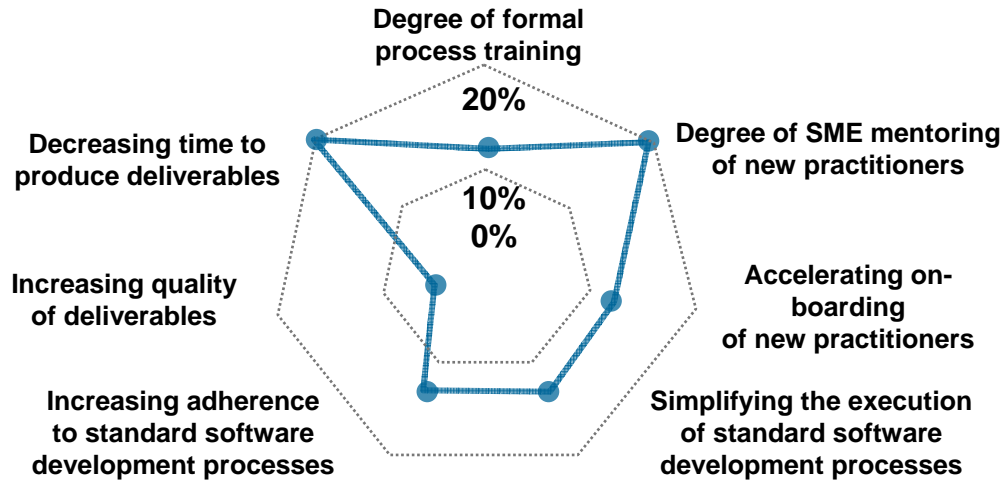 Degree of formal
process training
20%
Degree of SME mentoring
of new practitioners
Decreasing time to
produce deliverables
10%
0%
Accelerating on-
boarding
of new practitioners
Increasing quality
of deliverables
Simplifying the execution
of standard software
development processes
Increasing adherence
to standard software
development processes